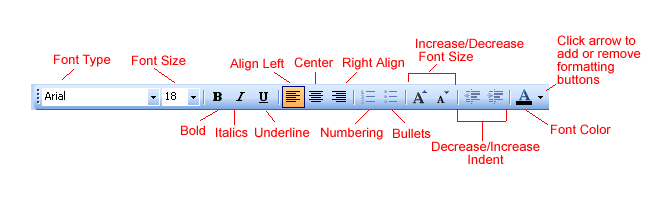 Increase/Decrease
Font Size
Click arrow to
add or remove
formatting
buttons
Font Type
Font Size
Align Left
Center
Right Align
Arial
18
B
I
U
A
A
A
Bold
Italics
Underline
Numbering
Bullets
Decrease/Increase
Indent
Font Color